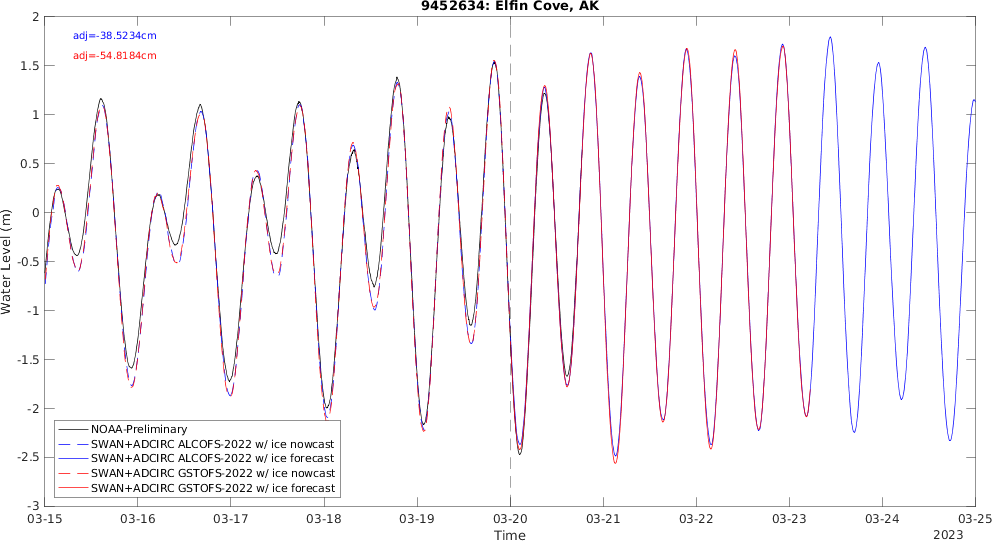 9452634: Elfin Cove, AK
adj=-38.5234cm
adj=-54.8184cm
Water Level (m)
2
1.5
1
0.5
0
-0.5
-1
-1.5
-2
-2.5
-3
NOAA-Preliminary
SWAN+ADCIRC ALCOFS-2022 w/ ice nowcast
SWAN+ADCIRC ALCOFS-2022 w/ ice forecast
SWAN+ADCIRC GSTOFS-2022 w/ ice nowcast
SWAN+ADCIRC GSTOFS-2022 w/ ice forecast
03-15 03-16 03-17 03-18 03-19 03-20 03-21 03-22 03-23 03-24 03-25
Time
2023